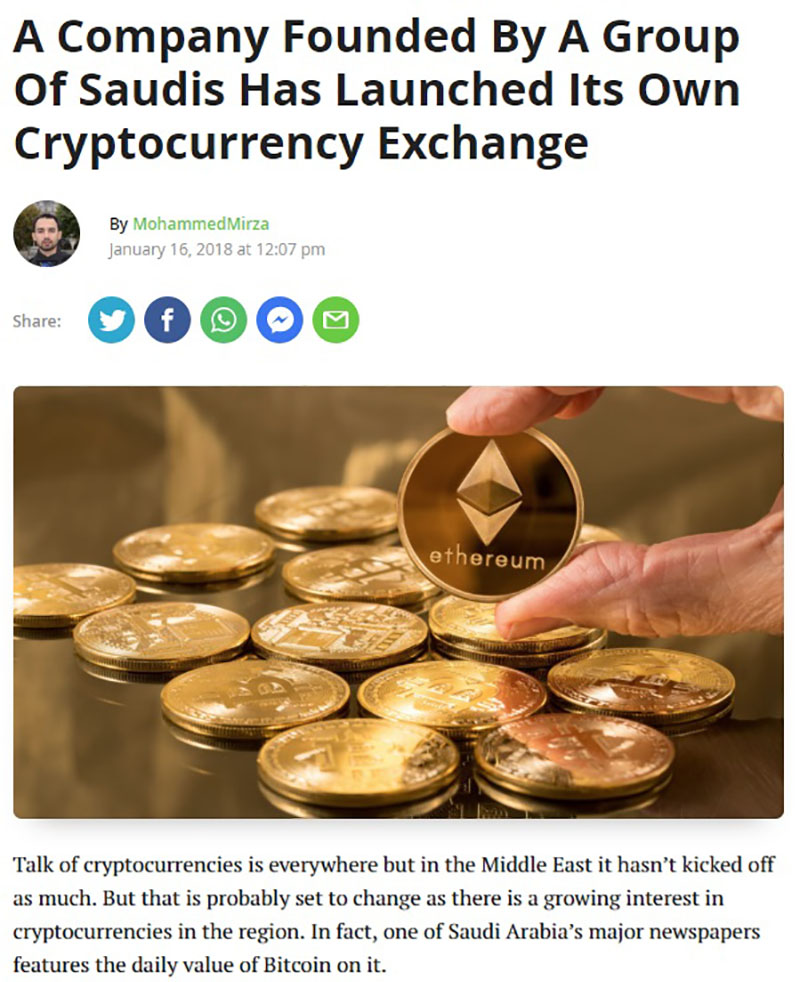 A Company Founded By A Group
Of Saudis Has Launched Its Own
Cryptocurrency Exchange
By MohammedMirza
January 16, 2018 at 12:07 pm
Share:
ethereum
Talk of cryptocurrencies is everywhere but in the Middle East it hasn’t kicked off
as much. But that is probably set to change as there is a growing interest in
cryptocurrencies in the region. In fact, one of Saudi Arabia’s major newspapers
features the daily value of Bitcoin on it.